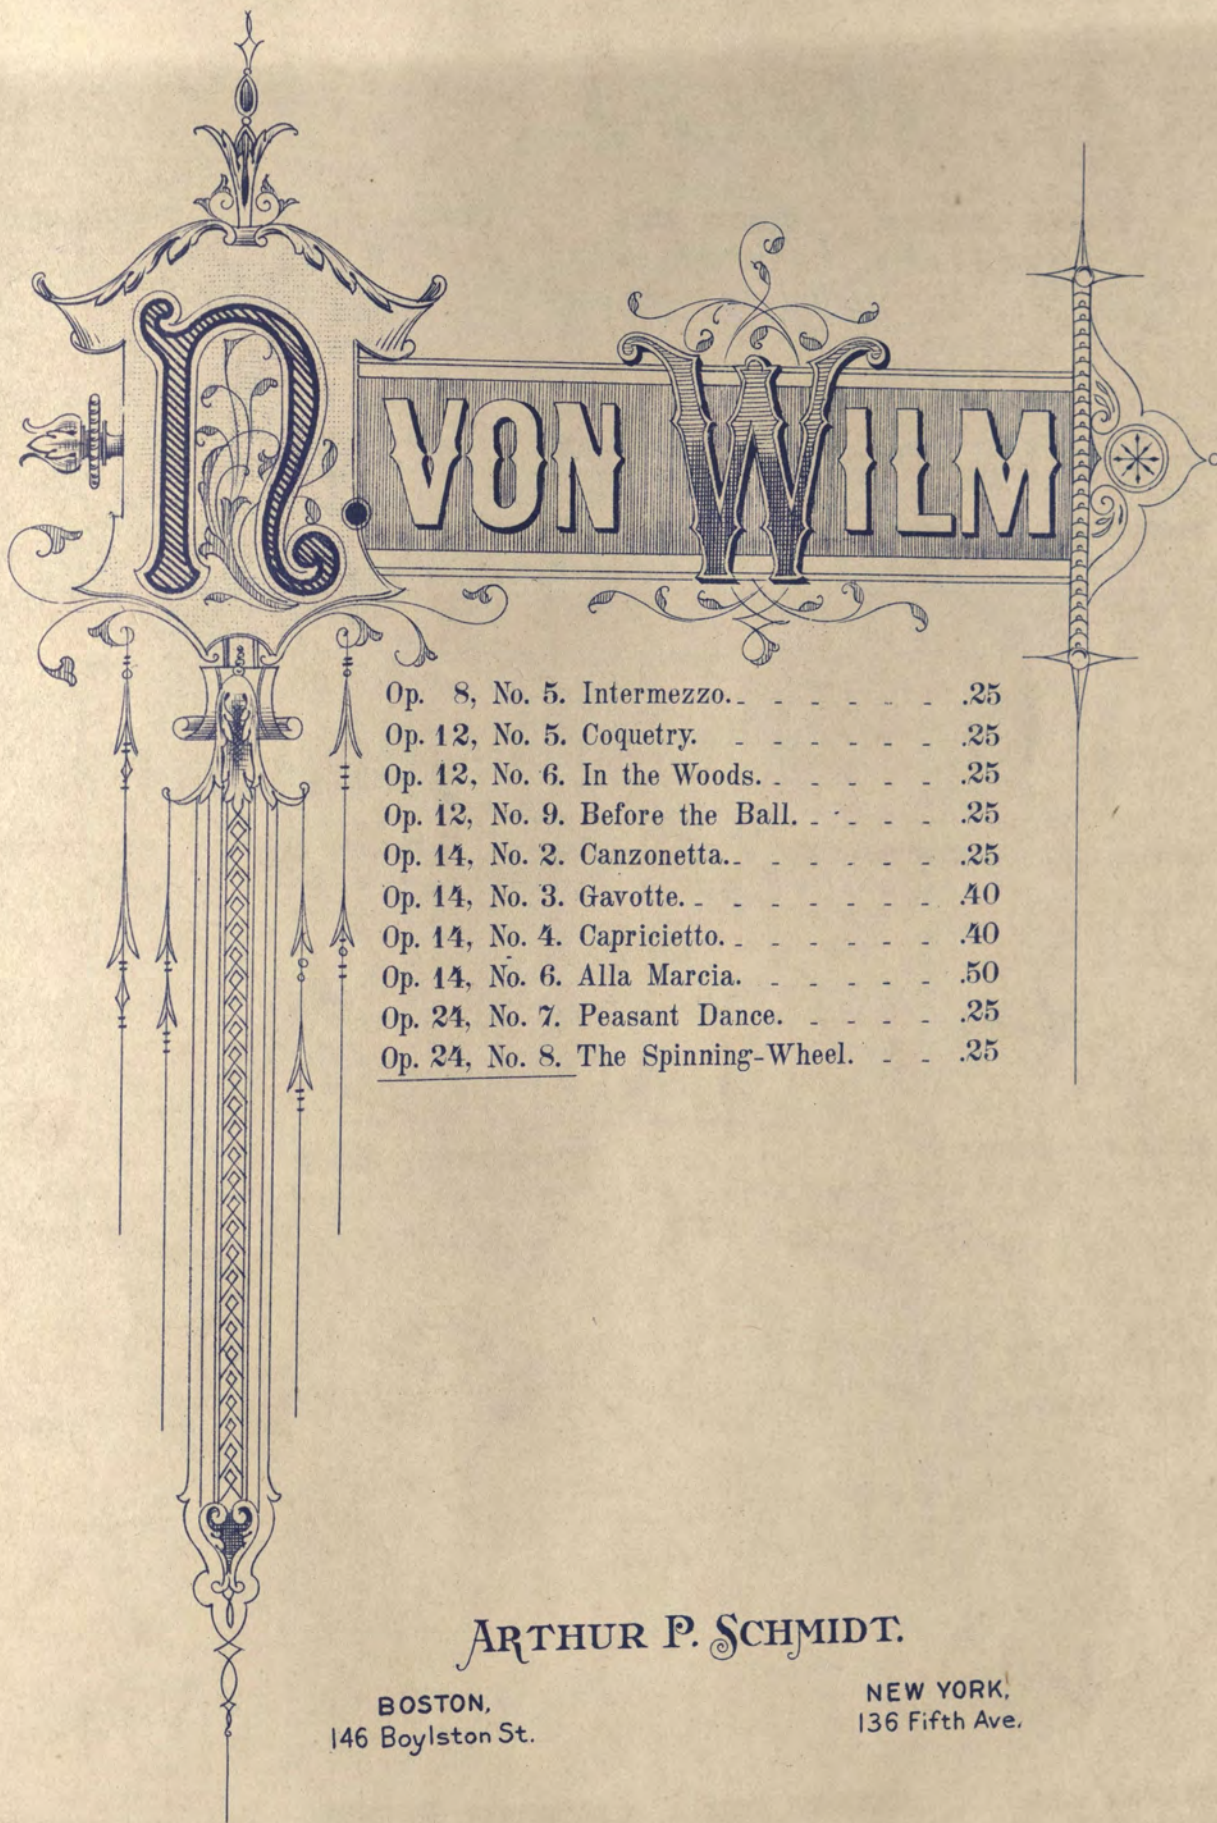 N. VON WILM
Op. 8, No. 5. Intermezzo. .25
Op. 12, No. 5. Coquetry. .25
Op. 12, No. 6. In the Woods. .25
Op. 12, No. 9. Before the Ball. .25
Op. 14, No. 2. Canzonetta. .25
Op. 14, No. 3. Gavotte. .40
Op. 14, No. 4. Capricietto. .40
Op. 14, No. 6. Alla Marcia. .50
Op. 24, No. 7. Peasant Dance. .25
Op. 24, No. 8. The Spinning-Wheel. .25
ARTHUR P. SCHMIDT.
BOSTON,
146 Boylston St.
NEW YORK,
136 Fifth Ave.